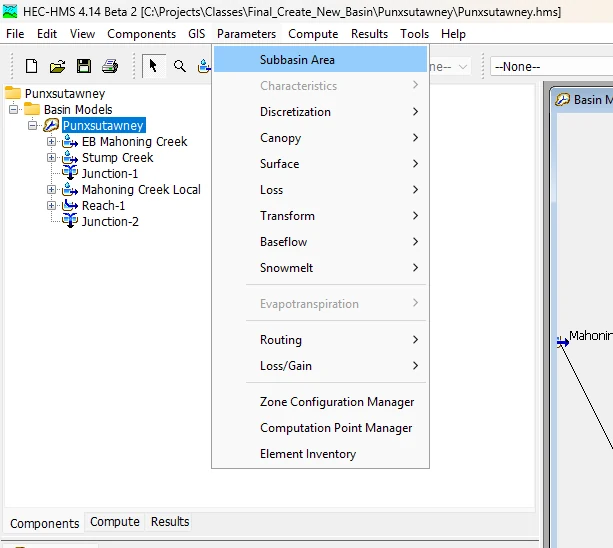 HEC-HMS 4.14 Beta 2 [C:\Projects\Classes\Final_Create_New_Basin\Punxsutawney\Punxsutawney.hms]
File Edit View Components GIS Parameters Compute Results Tools Help
--None--
Punxsutawney
Basin Models
Punxsutawney
EB Mahoning Creek
Stump Creek
Junction-1
Mahoning Creek Local
Reach-1
Junction-2
Subbasin Area
Characteristics
Discretization
Canopy
Surface
Loss
Transform
Baseflow
Snowmelt
Evapotranspiration
Routing
Loss/Gain
Zone Configuration Manager
Computation Point Manager
Element Inventory
Components Compute Results
Basin M
Mahonin